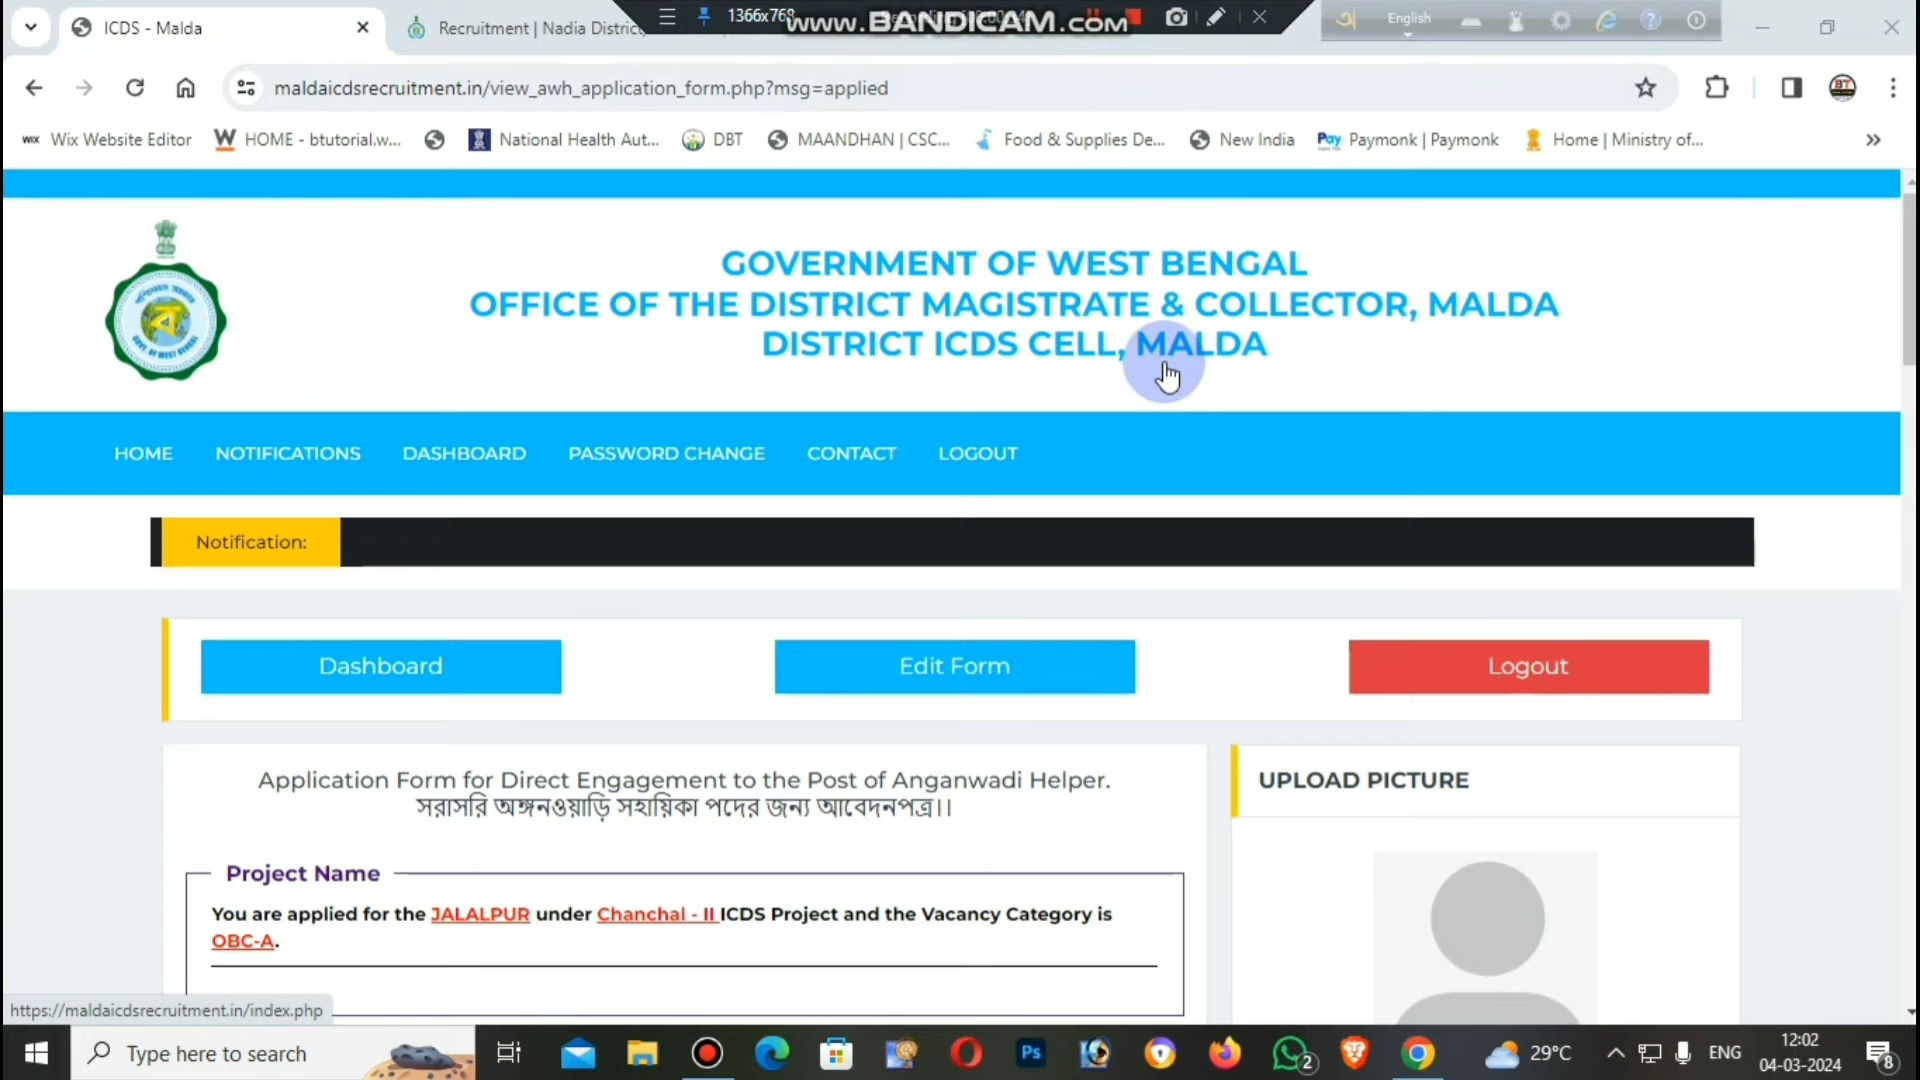 ICDS - Malda
Recruitment | Nadia District,
1366x768
www.BANDICAM.com
English
maldaicdsrecruitment.in/view_awh_application_form.php?msg=applied
Wix Website Editor
HOME - btutorial.w...
National Health Aut...
DBT
MAANDHAN | CSC...
Food & Supplies De...
New India
Pay
Paymonk | Paymonk
Home | Ministry of...
GOVERNMENT OF WEST BENGAL
OFFICE OF THE DISTRICT MAGISTRATE & COLLECTOR, MALDA
DISTRICT ICDS CELL, MALDA
HOME NOTIFICATIONS DASHBOARD PASSWORD CHANGE CONTACT LOGOUT
Notification:
Dashboard
Edit Form
Logout
Application Form for Direct Engagement to the Post of Anganwadi Helper.
সরাসরি অঙ্গনওয়াড়ি সহায়িকা পদের জন্য আবেদনপত্র।।
UPLOAD PICTURE
Project Name
You are applied for the JALALPUR under Chanchal - II ICDS Project and the Vacancy Category is
OBC-A.
https://maldaicdsrecruitment.in/index.php
Type here to search
Ps
2
29°C
ENG
12:02
04-03-2024
8